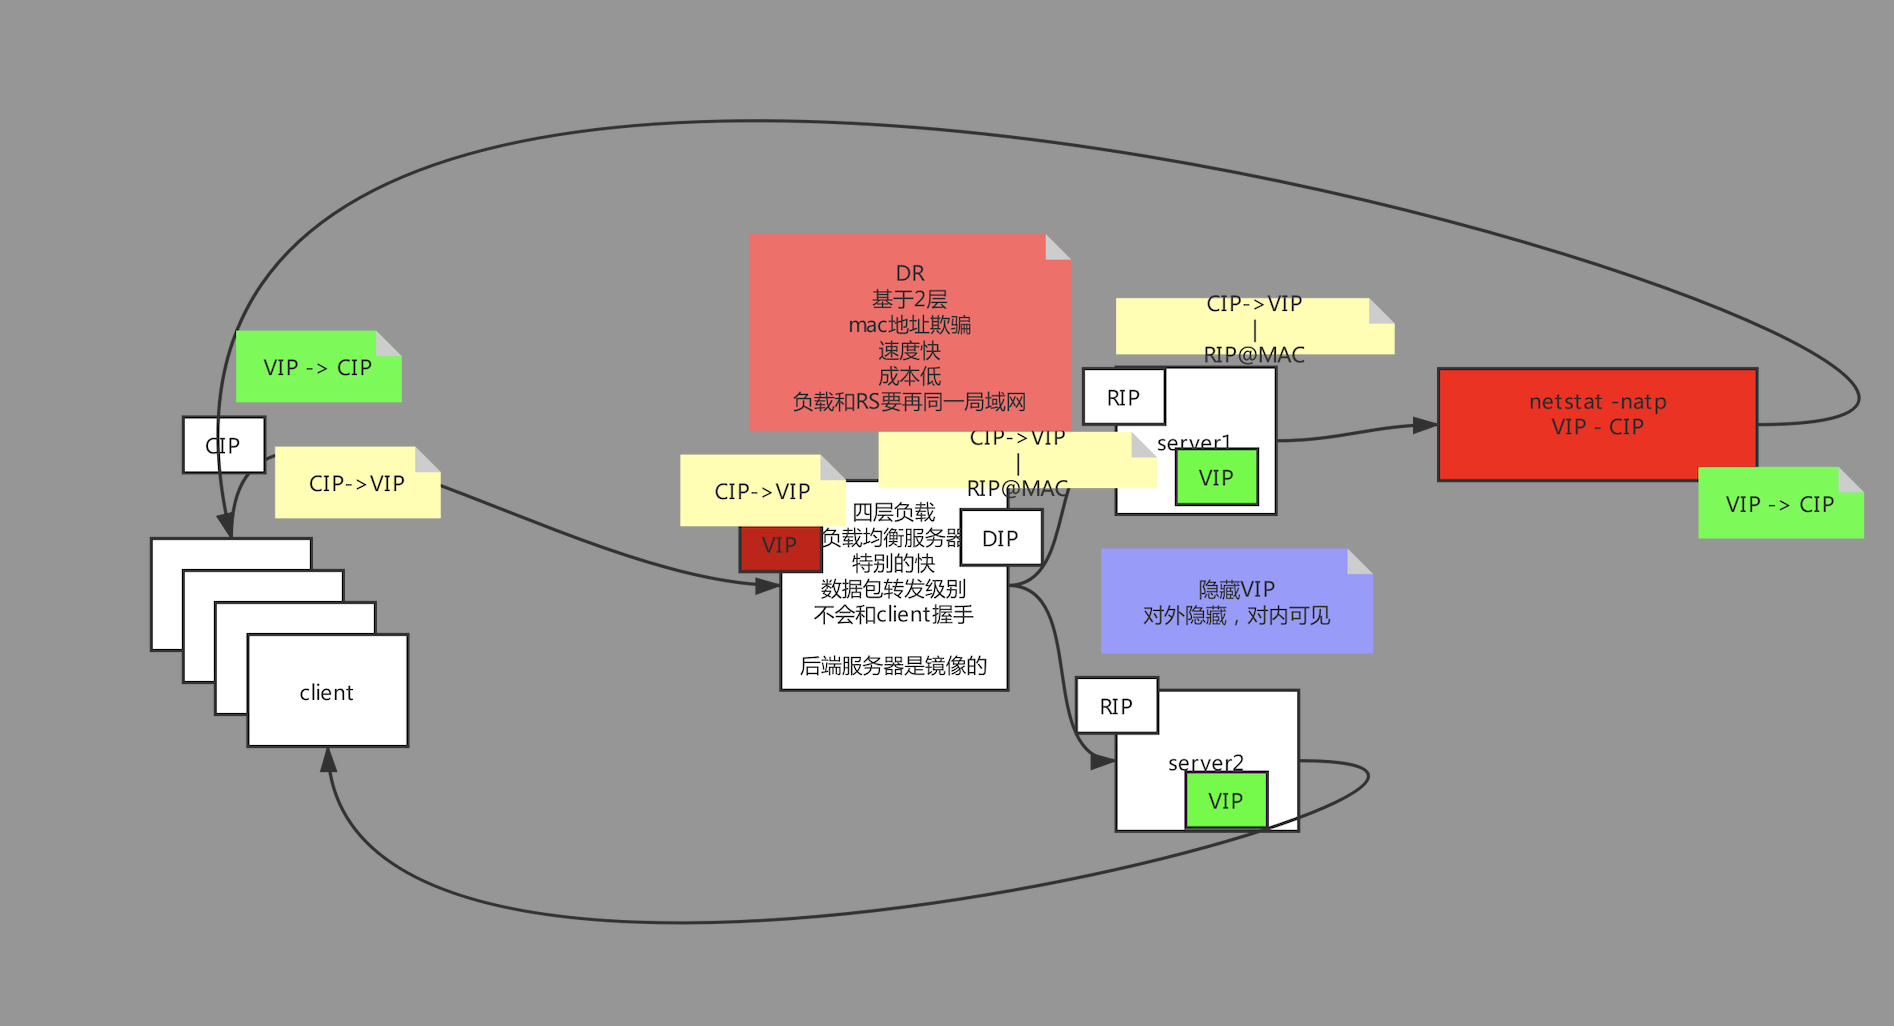 DR
基于2层
mac地址欺骗
速度快
成本低
负载和RS要再同一局域网
CIP->VIP
|
RIP@MAC
VIP -> CIP
CIP
CIP->VIP
client
CIP->VIP
VIP
四层负载
负载均衡服务器
特别的快
数据包转发级别
不会和client握手
后端服务器是镜像的
CIP->VIP
|
RIP@MAC
DIP
RIP
server1
VIP
netstat -natp
VIP - CIP
VIP -> CIP
隐藏VIP
对外隐藏，对内可见
RIP
server2
VIP